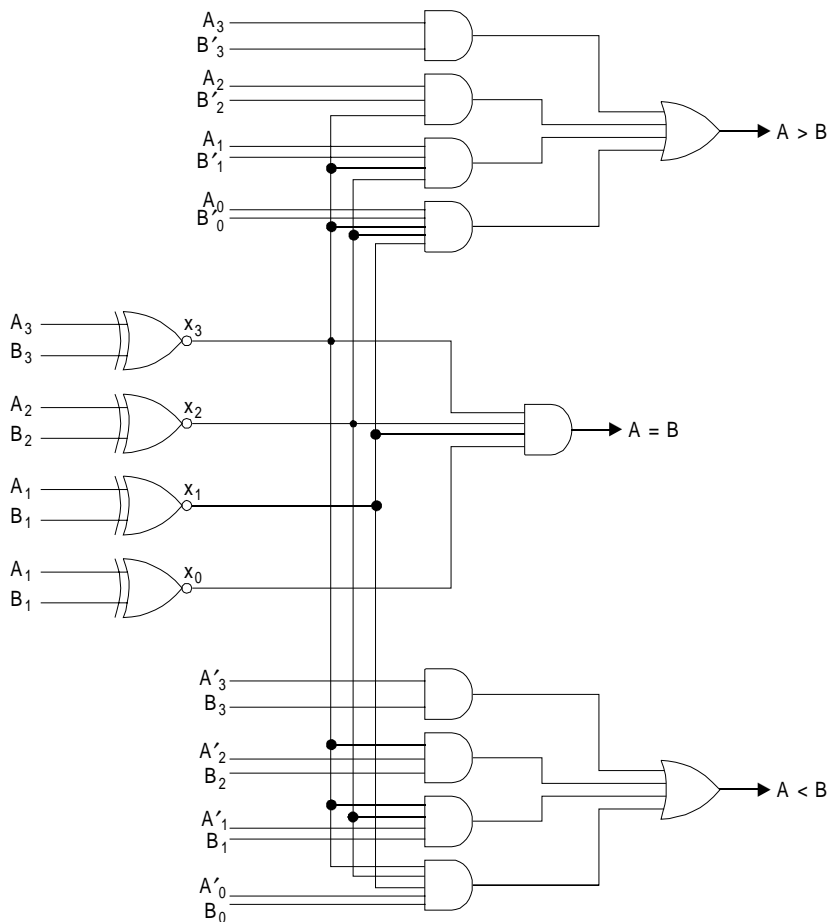 A₃
B′₃
A₂
B′₂
A₁
B′₁
A₀
B′₀
A > B
A₃
B₃
x₃
A₂
B₂
x₂
A = B
A₁
B₁
x₁
A₁
B₁
x₀
A′₃
B₃
A′₂
B₂
A′₁
B₁
A′₀
B₀
A < B